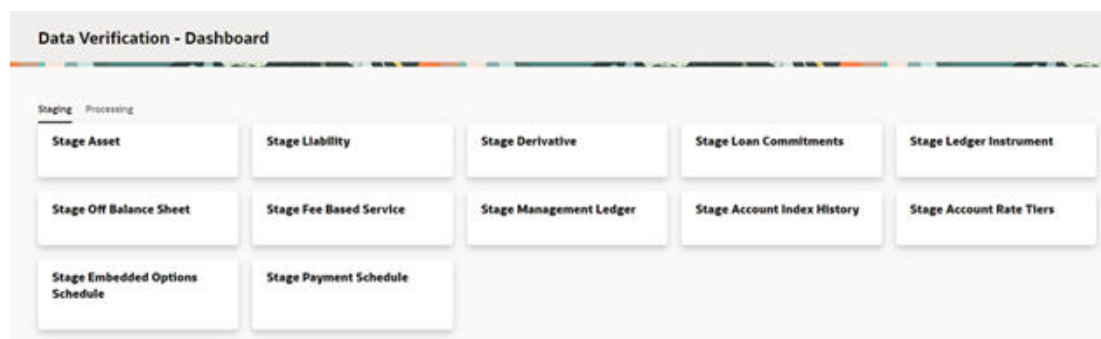 Data Verification - Dashboard
Staging Processing
Stage Asset
Stage Liability
Stage Derivative
Stage Loan Commitments
Stage Ledger Instrument
Stage Off Balance Sheet
Stage Fee Based Service
Stage Management Ledger
Stage Account Index History
Stage Account Rate Tiers
Stage Embedded Options
Schedule
Stage Payment Schedule